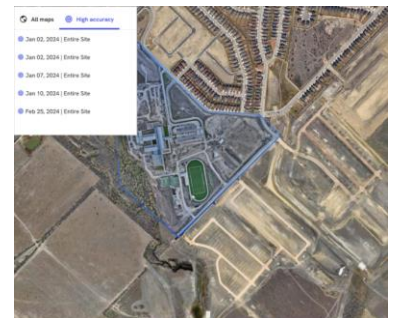 All maps High accuracy
Jan 02, 2024 | Entire Site
Jan 02, 2024 | Entire Site
Jan 07, 2024 | Entire Site
Jan 10, 2024 | Entire Site
Feb 25, 2024 | Entire Site